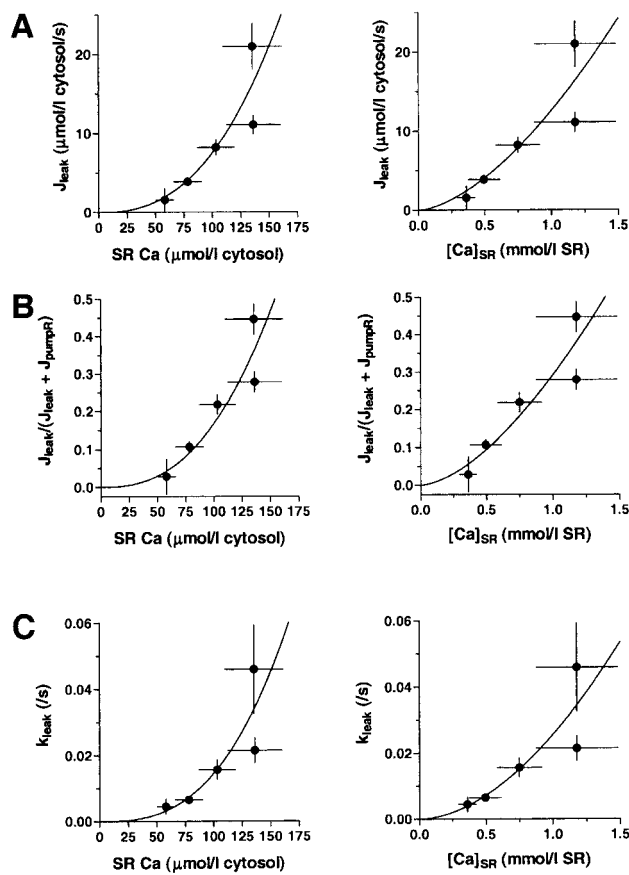 A
J_leak (μmol/l cytosol/s)
20
10
0
0 25 50 75 100 125 150 175
SR Ca (μmol/l cytosol)
J_leak (μmol/l cytosol/s)
20
10
0
0.0 0.5 1.0 1.5
[Ca]_SR (mmol/l SR)
B
J_leak/(J_leak + J_pumpR)
0.5
0.4
0.3
0.2
0.1
0.0
0 25 50 75 100 125 150 175
SR Ca (μmol/l cytosol)
J_leak/(J_leak + J_pumpR)
0.5
0.4
0.3
0.2
0.1
0.0
0.0 0.5 1.0 1.5
[Ca]_SR (mmol/l SR)
C
k_leak (/s)
0.06
0.04
0.02
0.00
0 25 50 75 100 125 150 175
SR Ca (μmol/l cytosol)
k_leak (/s)
0.06
0.04
0.02
0.00
0.0 0.5 1.0 1.5
[Ca]_SR (mmol/l SR)